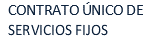 CONTRATO ÚNICO DE
SERVICIOS FIJOS